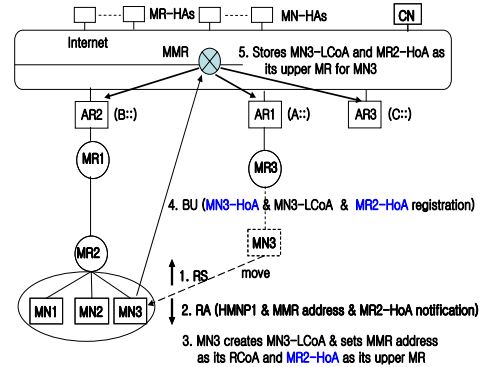 MR-HAs
MN-HAs
CN
Internet
MMR
5. Stores MN3-LCoA and MR2-HoA as
its upper MR for MN3
AR2 (B::)
AR1 (A::)
AR3 (C::)
MR1
MR3
4. BU (MN3-HoA & MN3-LCoA & MR2-HoA registration)
MN3
MR2
1. RS
move
MN1
MN2
MN3
2. RA (HMNP1 & MMR address & MR2-HoA notification)
3. MN3 creates MN3-LCoA & sets MMR address
as its RCoA and MR2-HoA as its upper MR